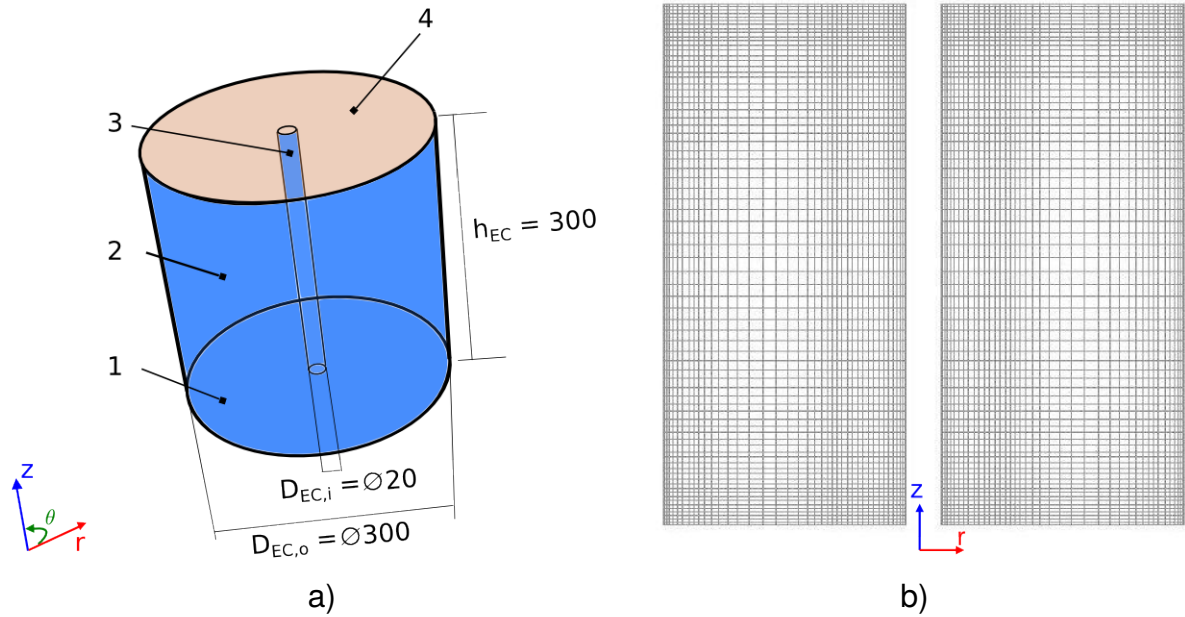 4
3
h_EC = 300
2
1
D_EC,i = ∅20
D_EC,o = ∅300
z
θ
r
a)
z
r
b)